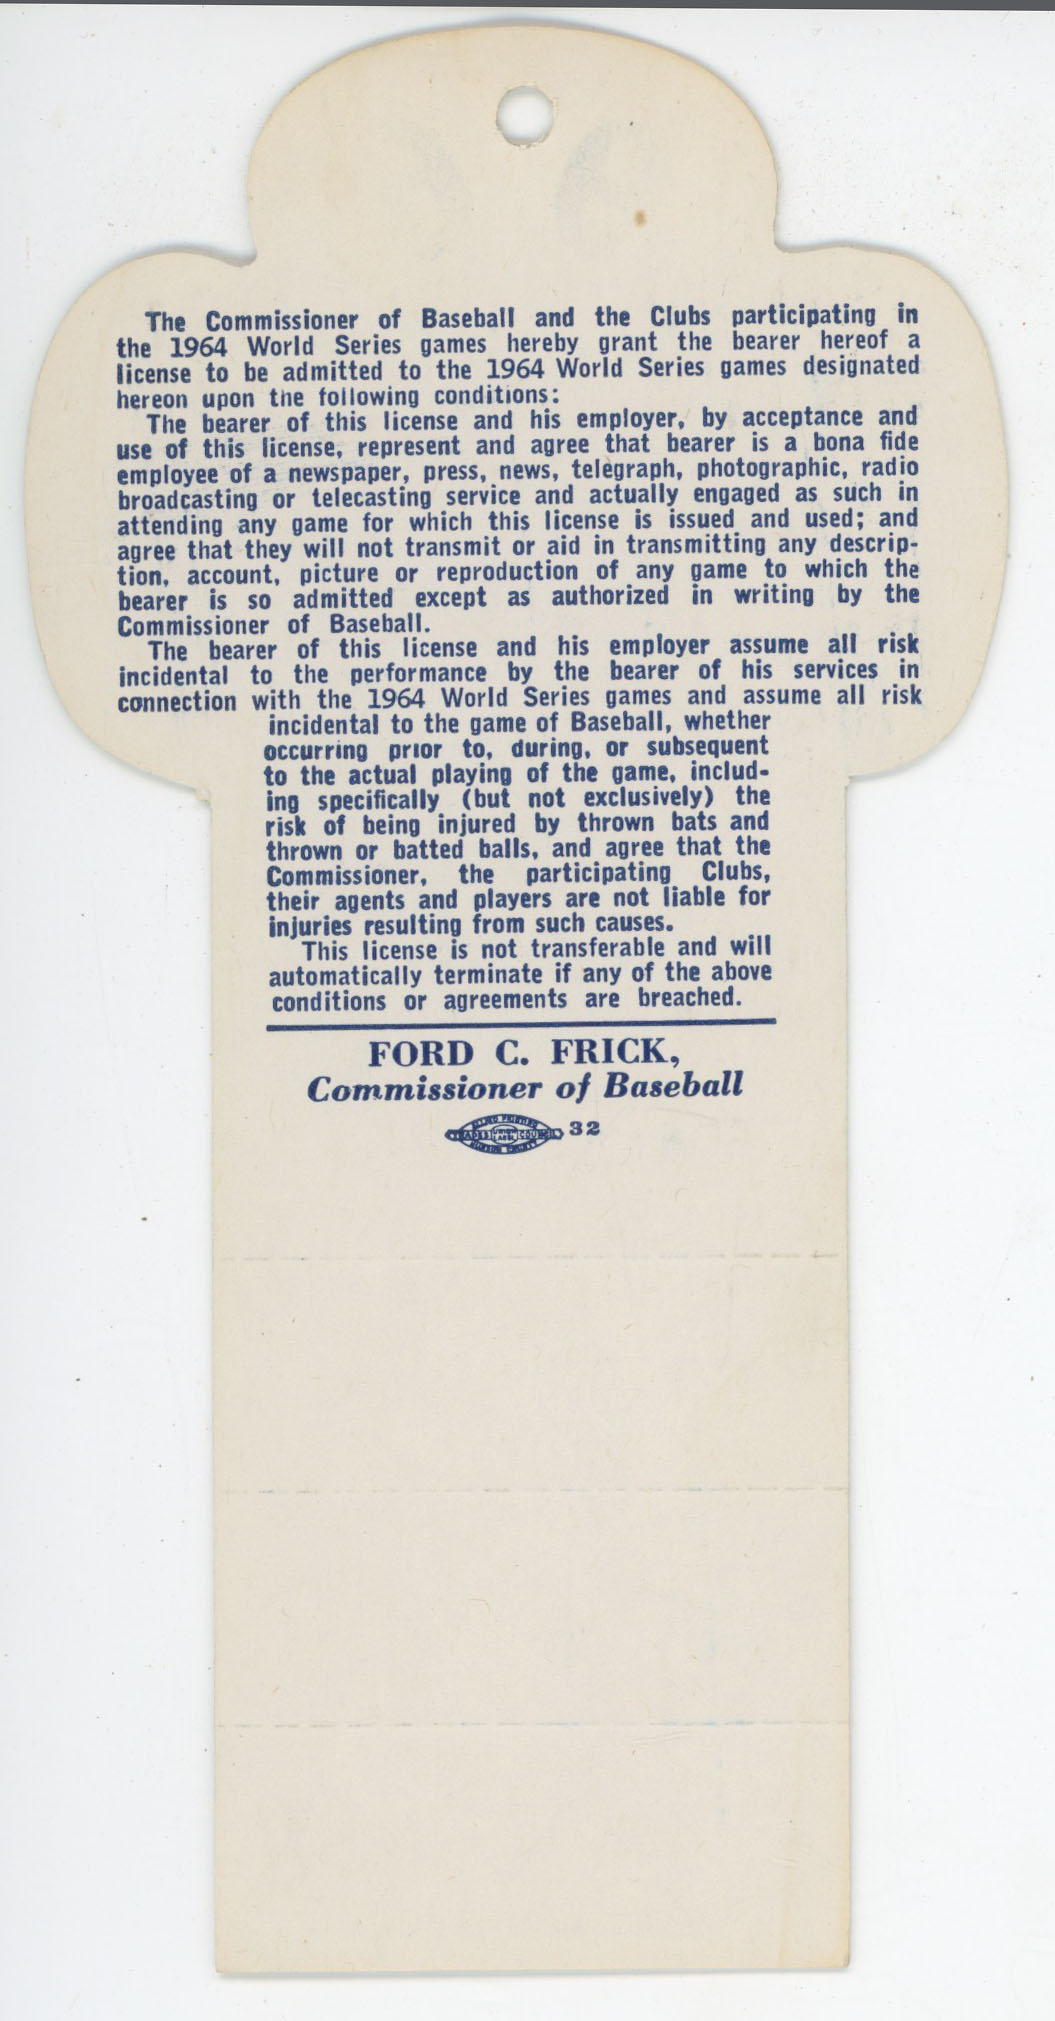 The Commissioner of Baseball and the Clubs participating in
the 1964 World Series games hereby grant the bearer hereof a
license to be admitted to the 1964 World Series games designated
hereon upon the following conditions:
The bearer of this license and his employer, by acceptance and
use of this license, represent and agree that bearer is a bona fide
employee of a newspaper, press, news, telegraph, photographic, radio
broadcasting or telecasting service and actually engaged as such in
attending any game for which this license is issued and used; and
agree that they will not transmit or aid in transmitting any descrip-
tion, account, picture or reproduction of any game to which the
bearer is so admitted except as authorized in writing by the
Commissioner of Baseball.
The bearer of this license and his employer assume all risk
incidental to the performance by the bearer of his services in
connection with the 1964 World Series games and assume all risk
incidental to the game of Baseball, whether
occurring prior to, during, or subsequent
to the actual playing of the game, includ-
ing specifically (but not exclusively) the
risk of being injured by thrown bats and
thrown or batted balls, and agree that the
Commissioner, the participating Clubs,
their agents and players are not liable for
injuries resulting from such causes.
This license is not transferable and will
automatically terminate if any of the above
conditions or agreements are breached.
FORD C. FRICK,
Commissioner of Baseball
ALLIED PRINTING
TRADES UNION LABEL COUNCIL 32
HUDSON COUNTY